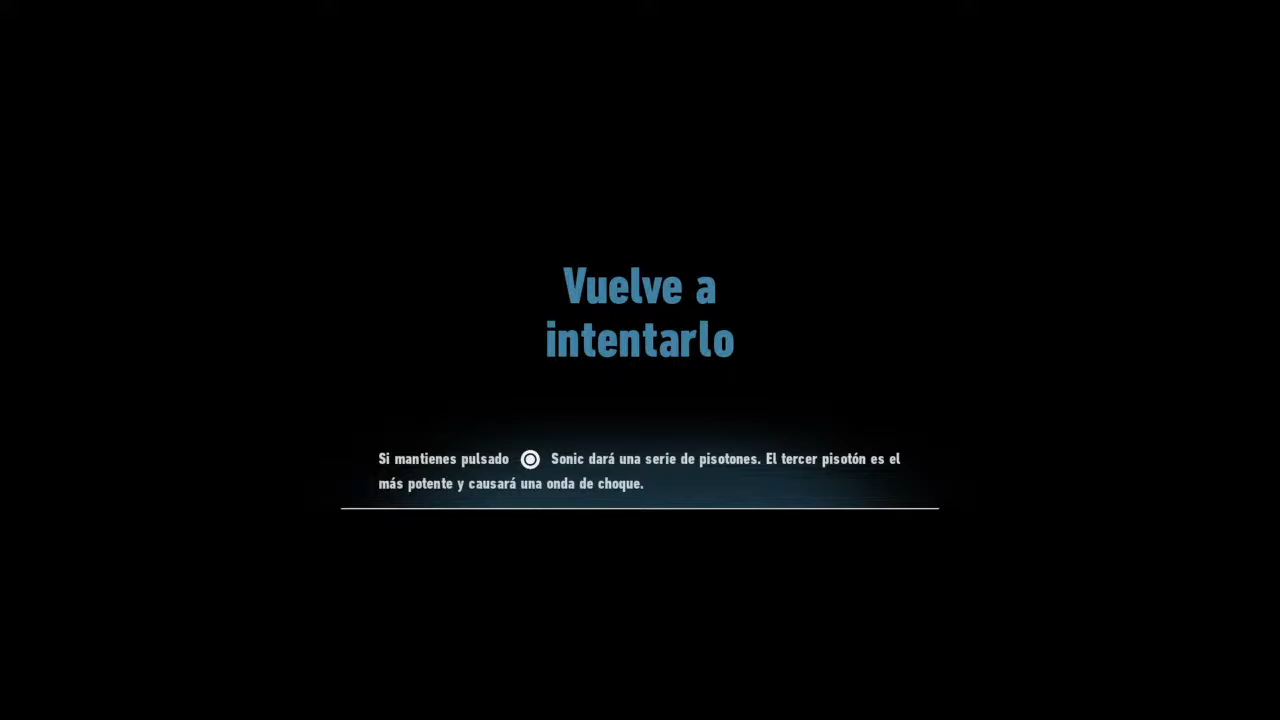 Vuelve a
intentarlo
Si mantienes pulsado Sonic dará una serie de pisotones. El tercer pisotón es el
más potente y causará una onda de choque.